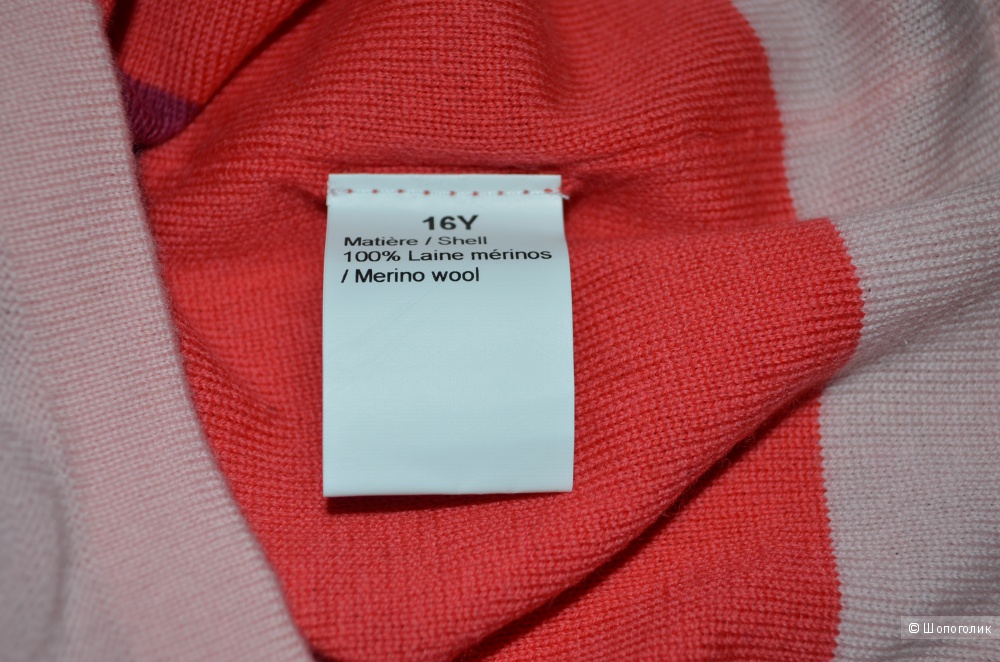 16Y
Matière / Shell
100% Laine mérinos
/ Merino wool
© Шопоголик